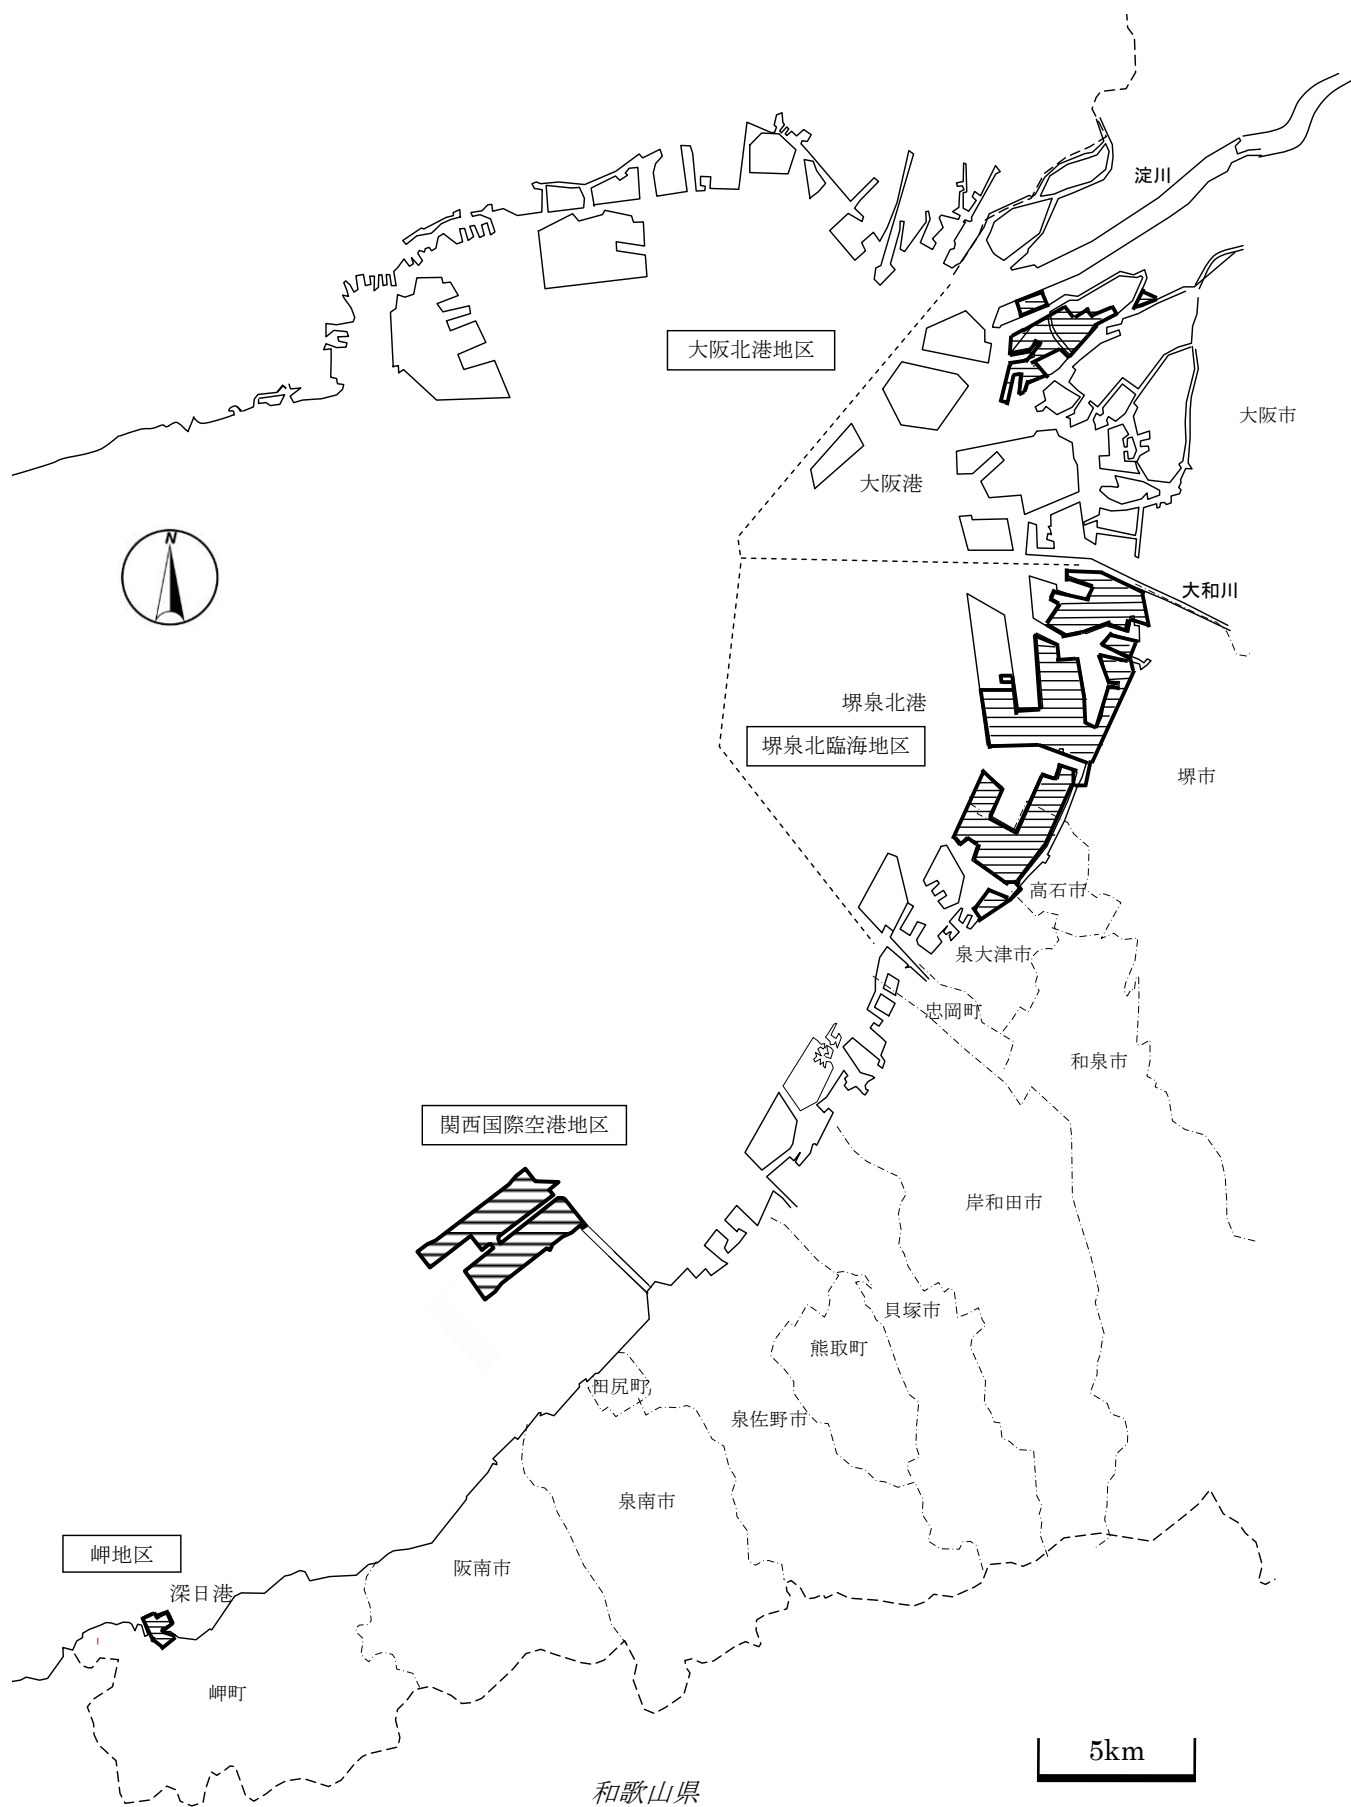 淀川
大阪北港地区
大阪市
大阪港
N
大和川
堺泉北港
堺泉北臨海地区
堺市
高石市
泉大津市
忠岡町
和泉市
関西国際空港地区
岸和田市
貝塚市
熊取町
田尻町
泉佐野市
泉南市
岬地区
阪南市
深日港
岬町
5km
和歌山県